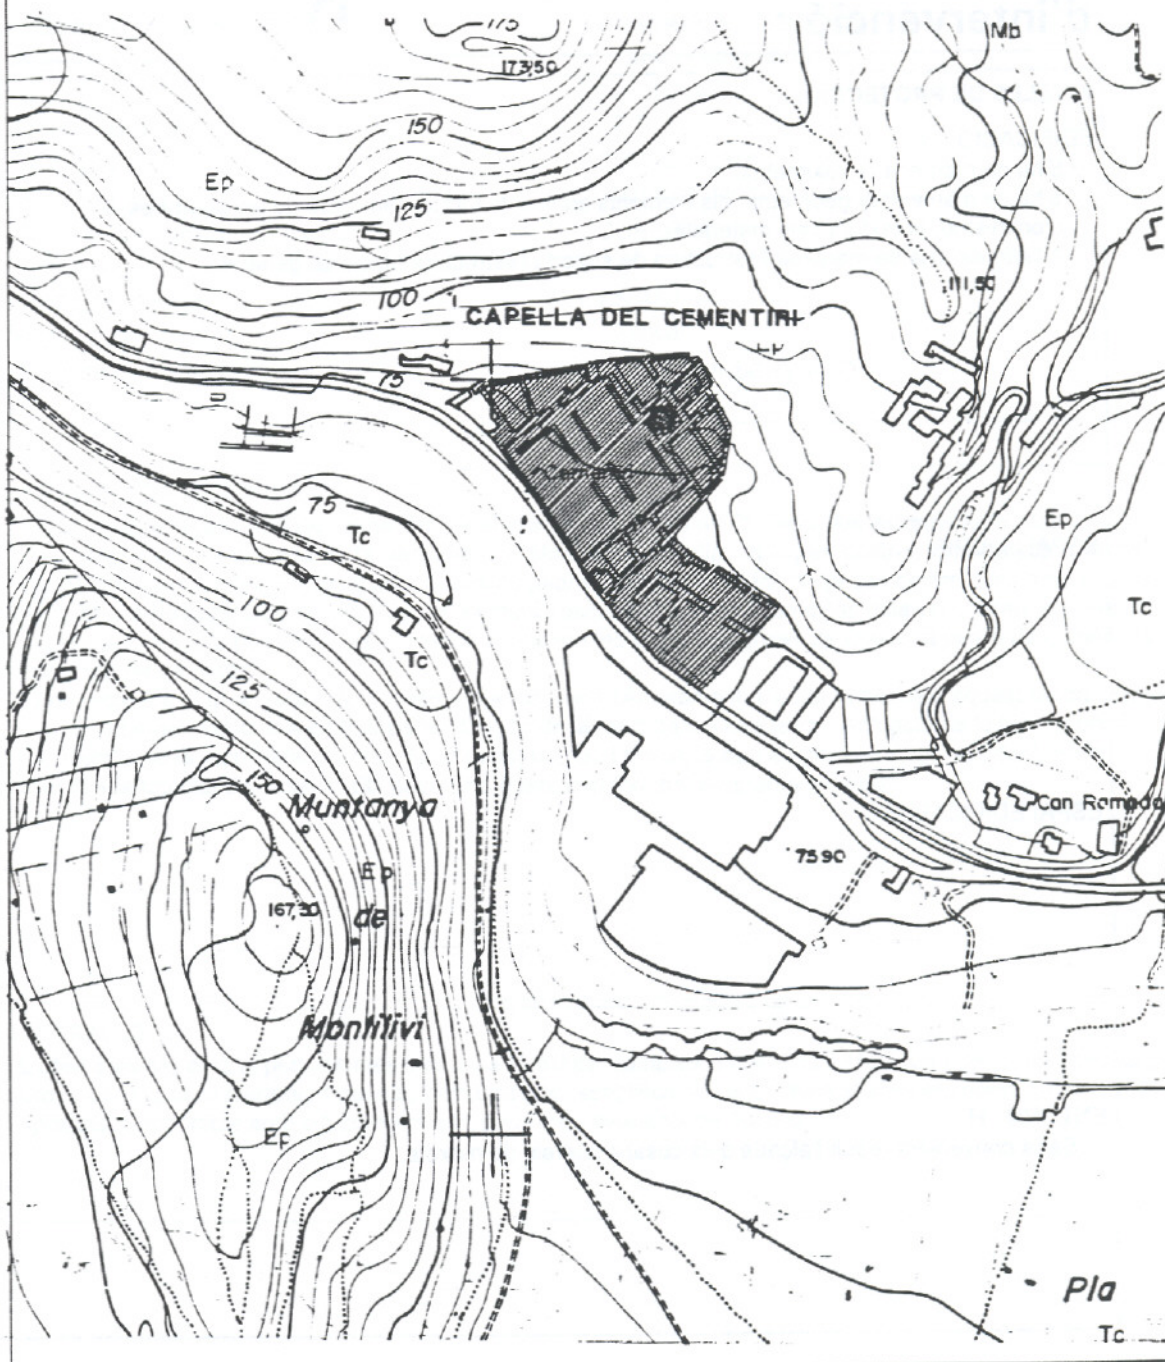 175
173,50
Mb
150
Ep
125
100
111,50
CAPELLA DEL CEMENTIRI
Ep
75
75
Tc
Ep
100
Tc
Tc
125
150
Muntanya
Can Ramada
75 90
Ep
167,30
de
Montilivi
Ep
Pla
Tc